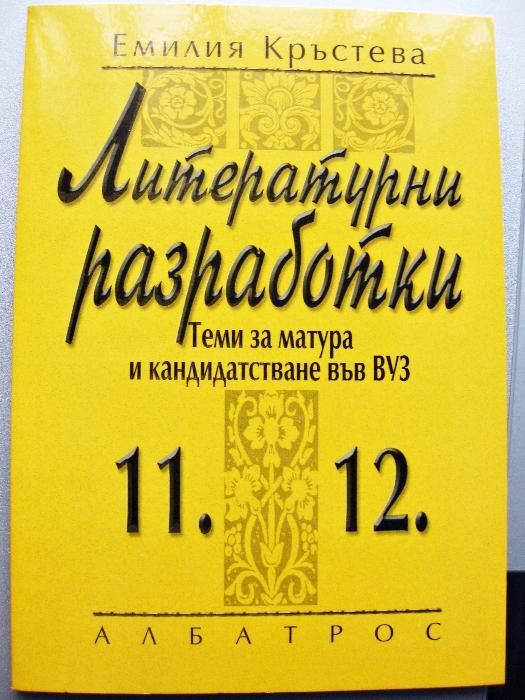 Емилия Кръстева
Литературни
разработки
Теми за матура
и кандидатстване във ВУЗ
11. 12.
АЛБАТРОС